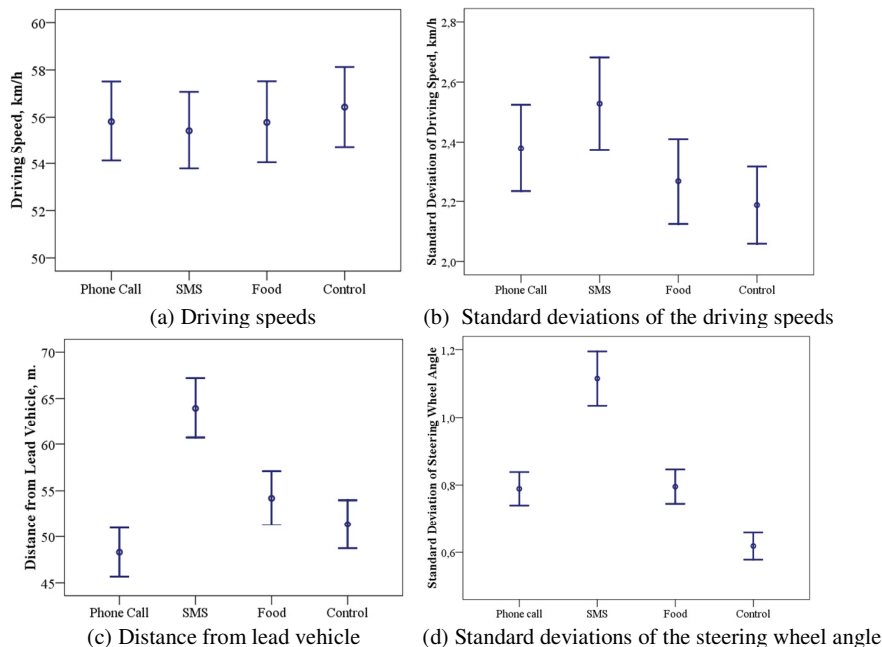 Driving Speed, km/h
60
58
56
54
52
50
Phone Call SMS Food Control
(a) Driving speeds
Standard Deviation of Driving Speed, km/h
2,8
2,6
2,4
2,2
2,0
Phone Call SMS Food Control
(b) Standard deviations of the driving speeds
Distance from Lead Vehicle, m.
70
65
60
55
50
45
Phone Call SMS Food Control
(c) Distance from lead vehicle
Standard Deviation of Steering Wheel Angle
1,2
1,0
0,8
0,6
Phone call SMS Food Control
(d) Standard deviations of the steering wheel angle